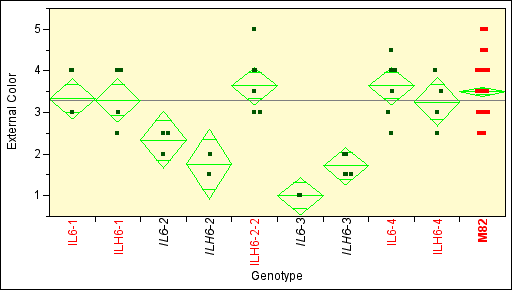 External Color
5
4
3
2
1
IL6-1
ILH6-1
IL6-2
ILH6-2
ILH6-2-2
IL6-3
ILH6-3
IL6-4
ILH6-4
M82
Genotype